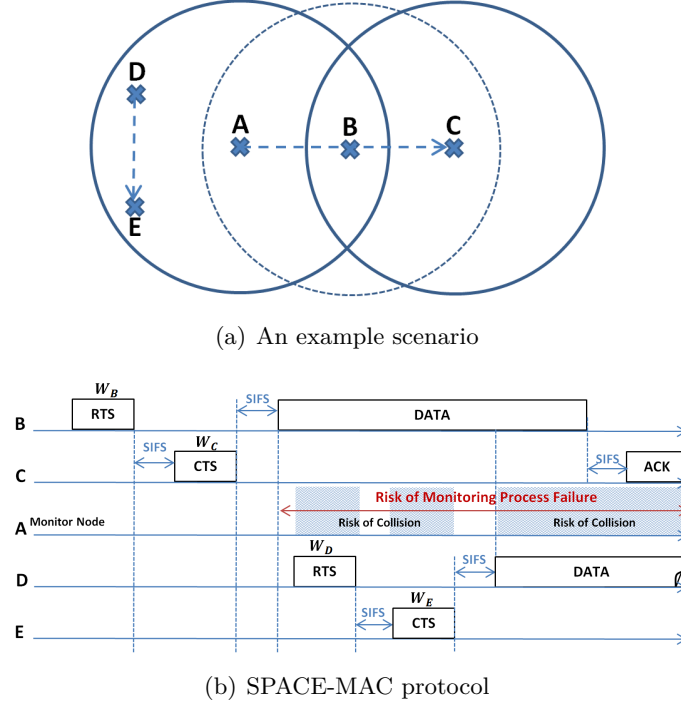 D
A
B
C
E
(a) An example scenario
W_B
RTS
SIFS
DATA
B
SIFS
W_C
CTS
SIFS
ACK
C
Risk of Monitoring Process Failure
A Monitor Node
Risk of Collision
Risk of Collision
W_D
RTS
SIFS
DATA
D
SIFS
W_E
CTS
E
(b) SPACE-MAC protocol